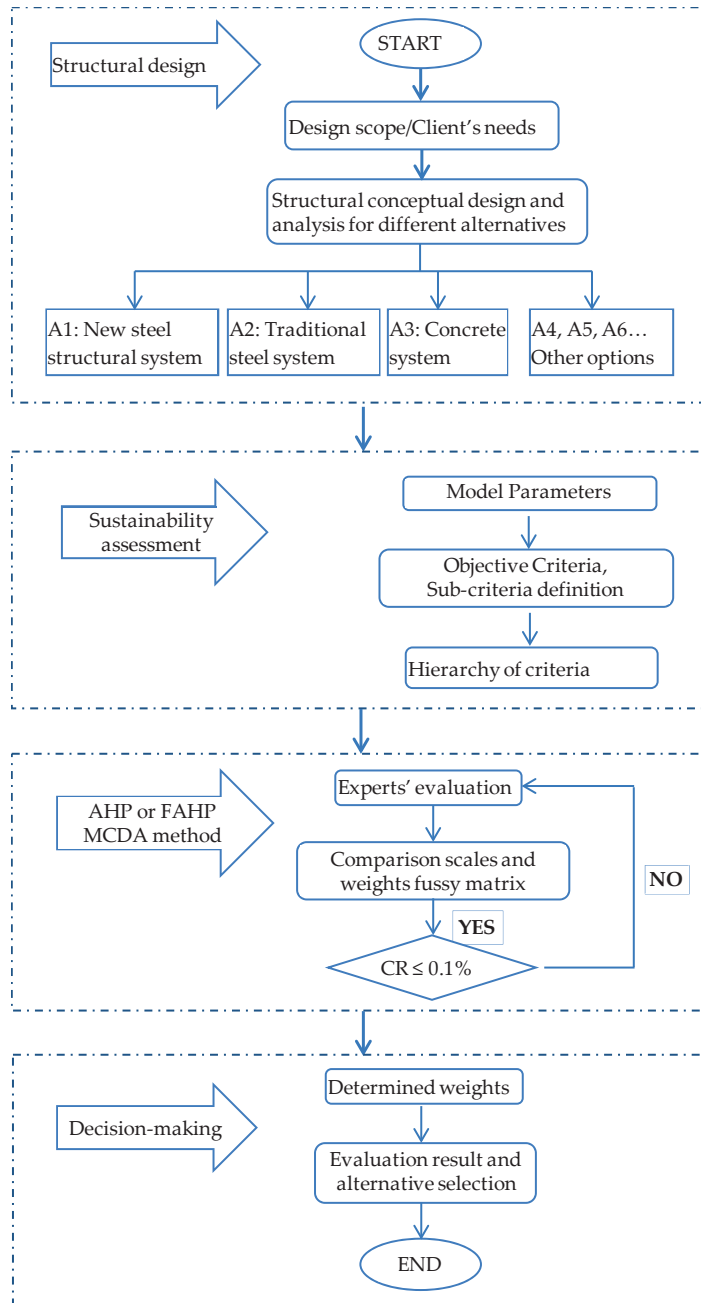 START
Structural design
Design scope/Client's needs
Structural conceptual design and
analysis for different alternatives
A1: New steel
structural system
A2: Traditional
steel system
A3: Concrete
system
A4, A5, A6…
Other options
Sustainability
assessment
Model Parameters
Objective Criteria,
Sub-criteria definition
Hierarchy of criteria
AHP or FAHP
MCDA method
Experts' evaluation
Comparison scales and
weights fussy matrix
NO
YES
CR ≤ 0.1%
Decision-making
Determined weights
Evaluation result and
alternative selection
END